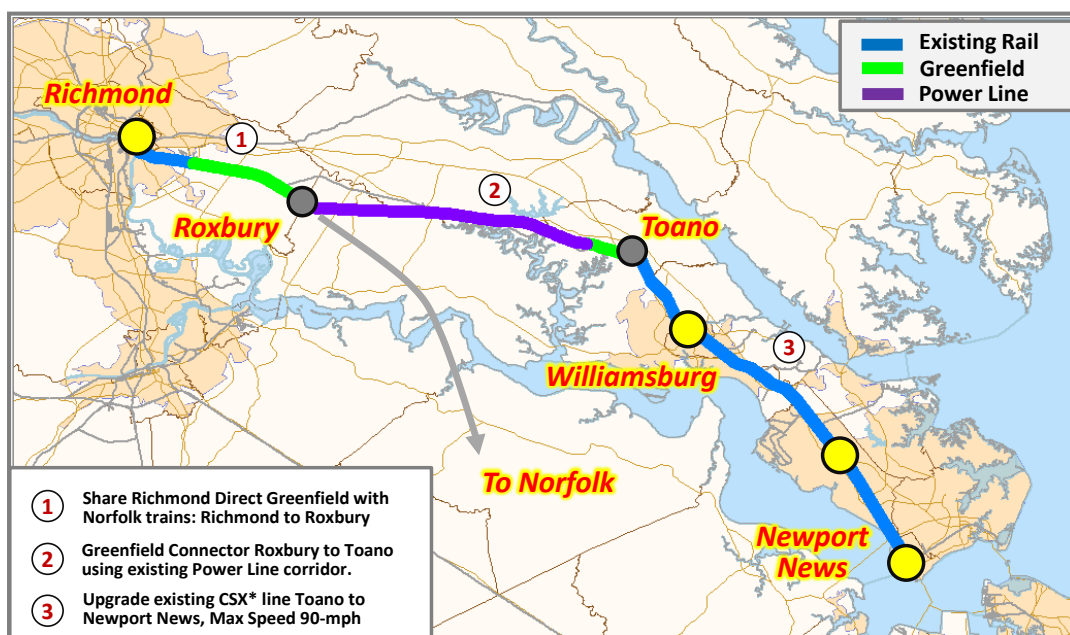 Existing Rail
Greenfield
Power Line
Richmond
1
2
Roxbury
Toano
3
Williamsburg
To Norfolk
Newport
News
1 Share Richmond Direct Greenfield with
Norfolk trains: Richmond to Roxbury
2 Greenfield Connector Roxbury to Toano
using existing Power Line corridor.
3 Upgrade existing CSX* line Toano to
Newport News, Max Speed 90-mph